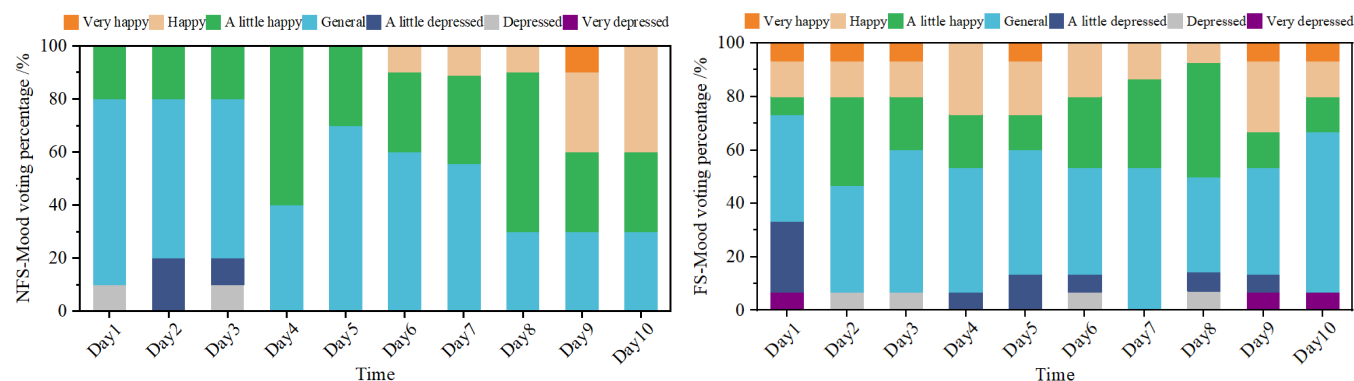 Very happy Happy A little happy General A little depressed Depressed Very depressed
NFS-Mood voting percentage /%
100
80
60
40
20
0
Day1 Day2 Day3 Day4 Day5 Day6 Day7 Day8 Day9 Day10
Time
Very happy Happy A little happy General A little depressed Depressed Very depressed
FS-Mood voting percentage /%
100
80
60
40
20
0
Day1 Day2 Day3 Day4 Day5 Day6 Day7 Day8 Day9 Day10
Time